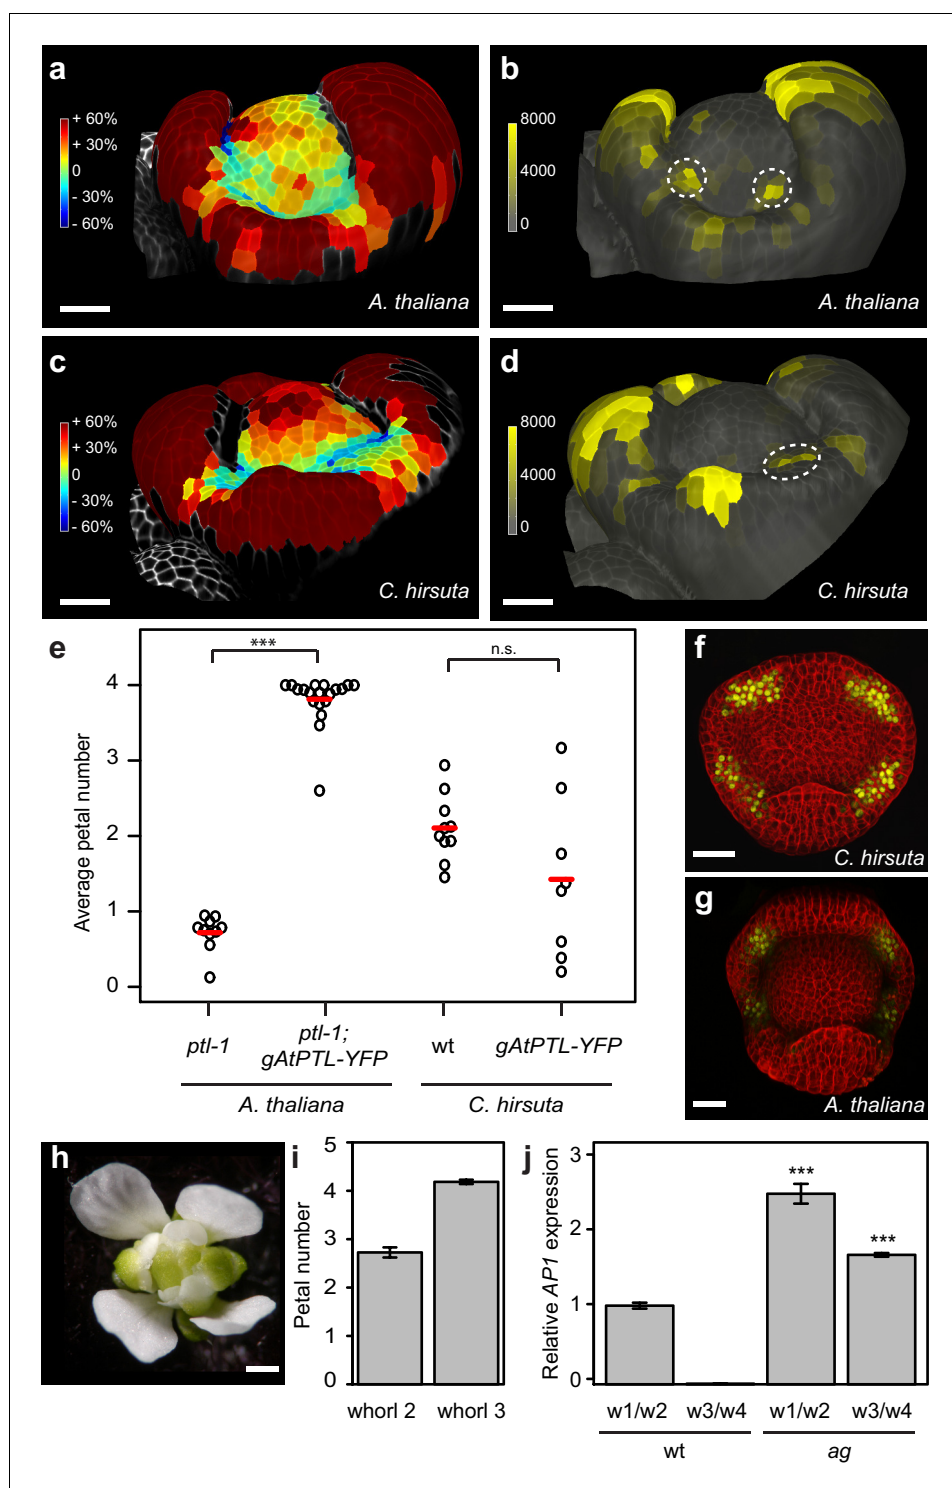 a
+ 60%
+ 30%
0
- 30%
- 60%
A. thaliana
b
8000
4000
0
A. thaliana
c
+ 60%
+ 30%
0
- 30%
- 60%
C. hirsuta
d
8000
4000
0
C. hirsuta
e
Average petal number
4
3
2
1
0
***
n.s.
ptl-1
ptl-1;
gAtPTL-YFP
wt
gAtPTL-YFP
A. thaliana
C. hirsuta
f
C. hirsuta
g
A. thaliana
h
i
Petal number
5
4
3
2
1
0
whorl 2
whorl 3
j
Relative AP1 expression
3
2
1
0
***
***
w1/w2
w3/w4
w1/w2
w3/w4
wt
ag